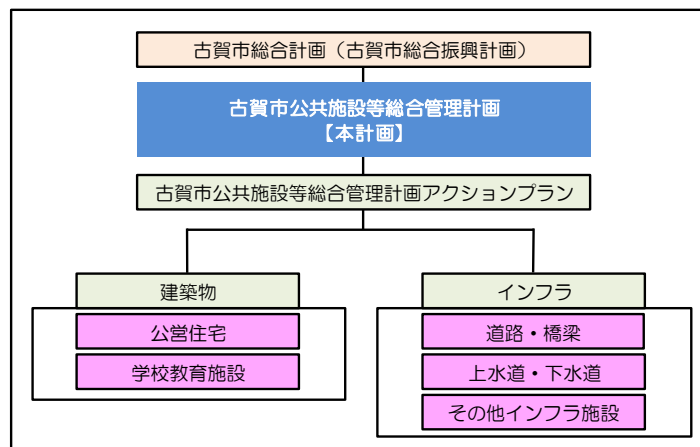 古賀市総合計画（古賀市総合振興計画）
古賀市公共施設等総合管理計画
【本計画】
古賀市公共施設等総合管理計画アクションプラン
建築物
公営住宅
学校教育施設
インフラ
道路・橋梁
上水道・下水道
その他インフラ施設